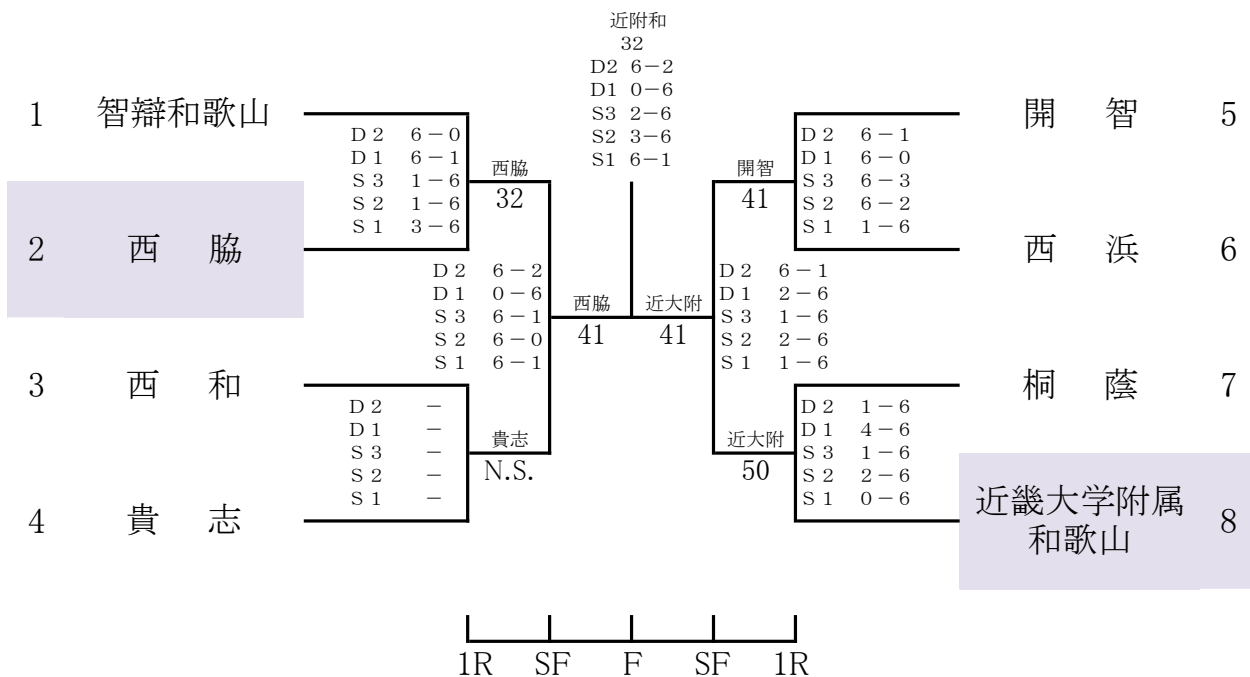 近附和
32
D2 6－2
D1 0－6
S3 2－6
S2 3－6
S1 6－1
1 智辯和歌山
D2 6－0
D1 6－1
S3 1－6
S2 1－6
S1 3－6
西脇
32
2 西 脇
D2 6－2
D1 0－6
S3 6－1
S2 6－0
S1 6－1
西脇
41
3 西 和
D2 －
D1 －
S3 －
S2 －
S1 －
貴志
N.S.
4 貴 志
開 智 5
D2 6－1
D1 6－0
S3 6－3
S2 6－2
S1 1－6
開智
41
西 浜 6
D2 6－1
D1 2－6
S3 1－6
S2 2－6
S1 1－6
近大附
41
桐 蔭 7
D2 1－6
D1 4－6
S3 1－6
S2 2－6
S1 0－6
近大附
50
近畿大学附属
和歌山 8
1R SF F SF 1R